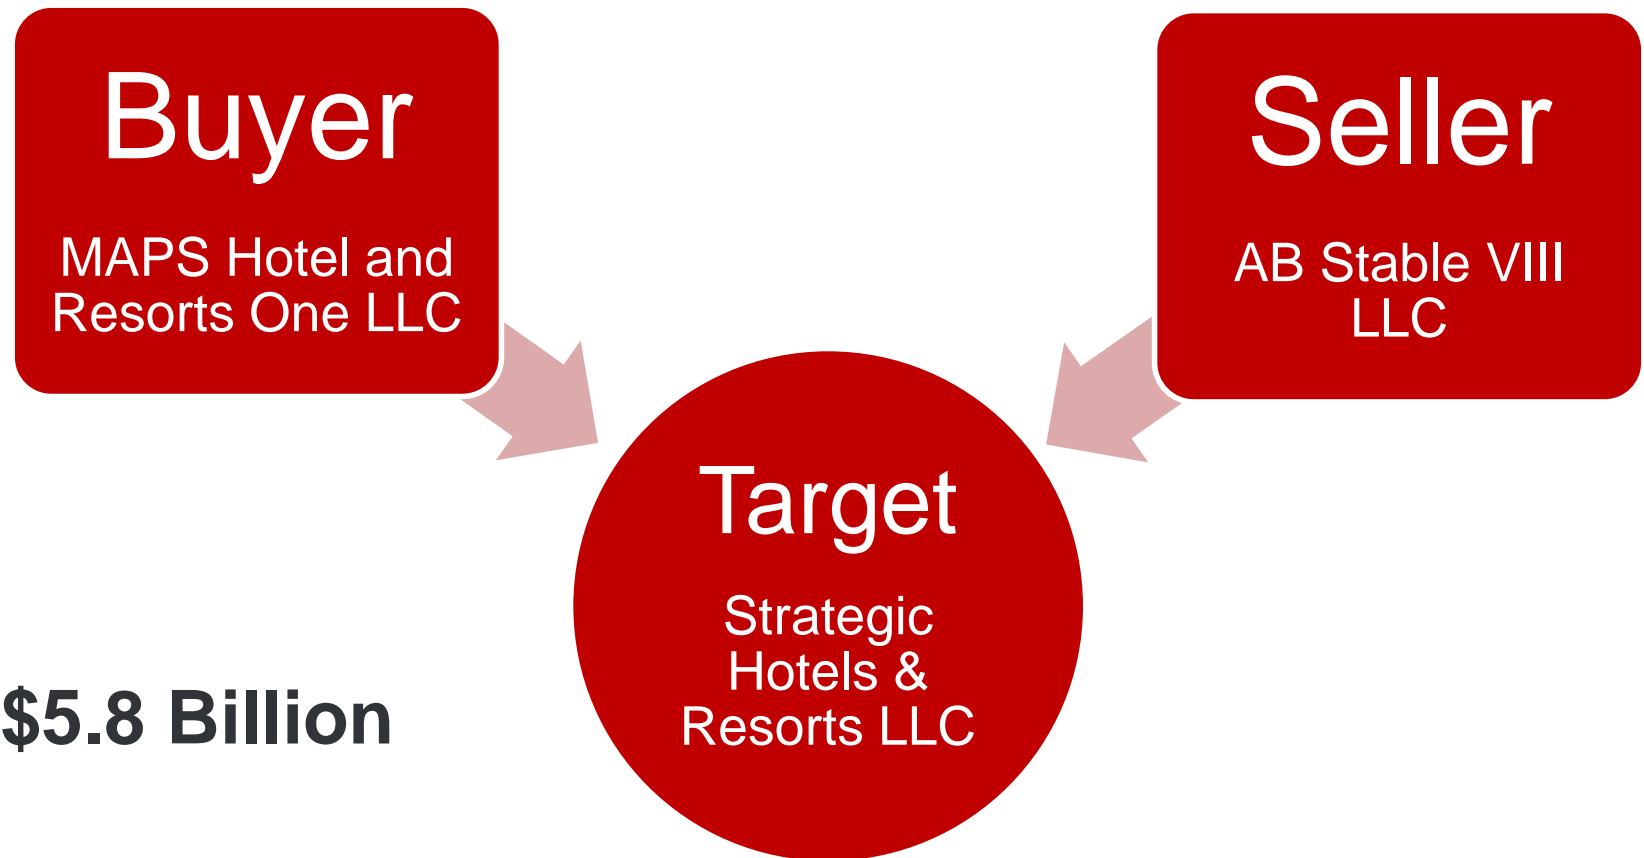 Buyer
MAPS Hotel and
Resorts One LLC
Seller
AB Stable VIII
LLC
Target
Strategic
Hotels &
Resorts LLC
$5.8 Billion